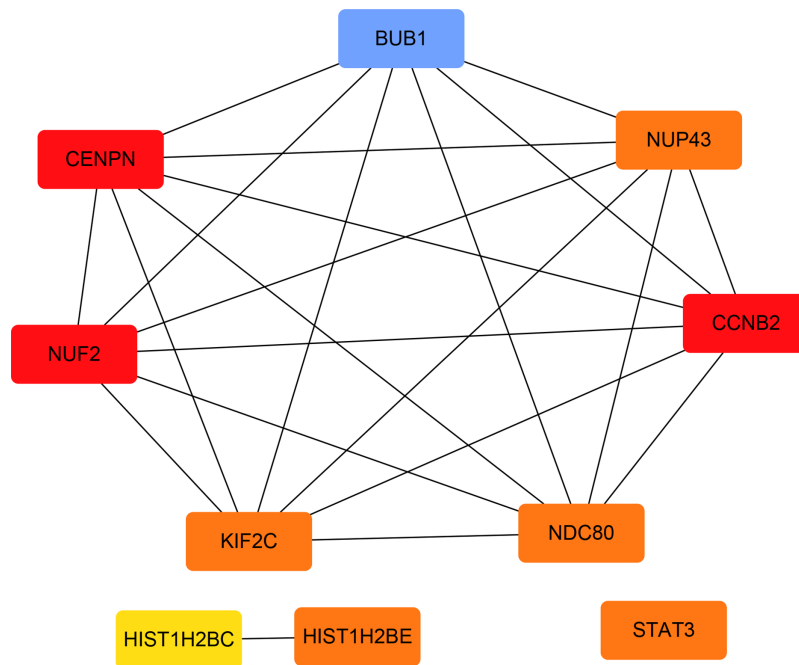 BUB1
NUP43
CENPN
CCNB2
NUF2
KIF2C
NDC80
HIST1H2BC
HIST1H2BE
STAT3